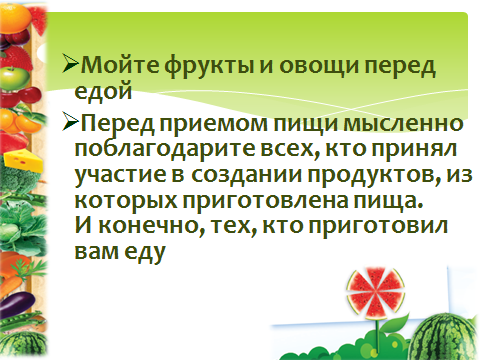 ➢Мойте фрукты и овощи перед
едой
➢Перед приемом пищи мысленно
поблагодарите всех, кто принял
участие в создании продуктов, из
которых приготовлена пища.
И конечно, тех, кто приготовил
вам еду